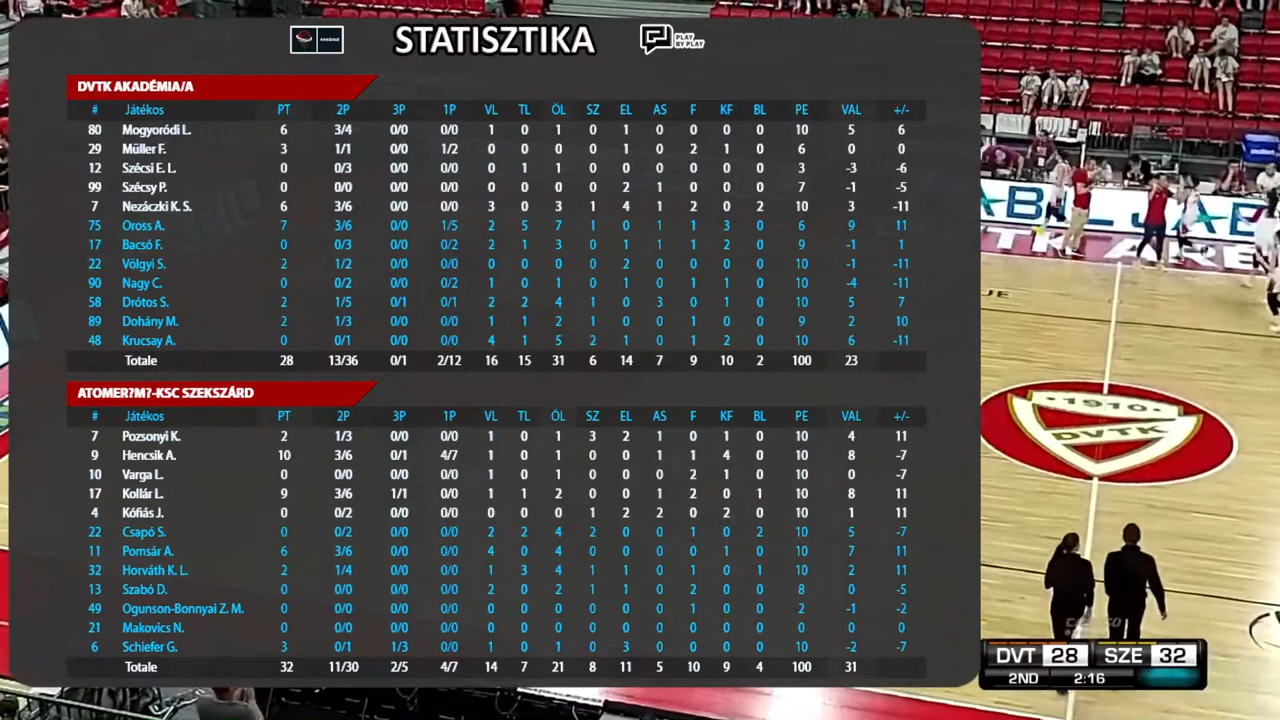 MKOSZ
STATISZTIKA
PLAY BY PLAY
DVTK AKADÉMIA/A
# Játékos PT 2P 3P 1P VL TL ÖL SZ EL AS F KF BL PE VAL +/-
80 Mogyoródi L. 6 3/4 0/0 0/0 1 0 1 0 1 0 0 0 0 10 5 6
29 Müller F. 3 1/1 0/0 1/2 0 0 0 0 1 0 2 1 0 6 0 0
12 Szécsi E. L. 0 0/3 0/0 0/0 0 1 1 0 0 0 0 0 0 3 -3 -6
99 Szécsy P. 0 0/0 0/0 0/0 0 0 0 0 2 1 0 0 0 7 -1 -5
7 Nezáczki K. S. 6 3/6 0/0 0/0 3 0 3 1 4 1 2 0 2 10 3 -11
75 Oross A. 7 3/6 0/0 1/5 2 5 7 1 0 1 1 3 0 6 9 11
17 Bacsó F. 0 0/3 0/0 0/2 2 1 3 0 1 1 1 2 0 9 -1 1
22 Völgyi S. 2 1/2 0/0 0/0 0 0 0 0 2 0 0 0 0 10 -1 -11
90 Nagy C. 0 0/2 0/0 0/2 1 0 1 0 1 0 1 1 0 10 -4 -11
58 Drótos S. 2 1/5 0/1 0/1 2 2 4 1 0 3 0 1 0 10 5 7
89 Dohány M. 2 1/3 0/0 0/0 1 1 2 1 0 0 1 0 0 9 2 10
48 Krucsay A. 0 0/1 0/0 0/0 4 1 5 2 1 0 1 2 0 10 6 -11
Totale 28 13/36 0/1 2/12 16 15 31 6 14 7 9 10 2 100 23
ATOMER?M?-KSC SZEKSZÁRD
# Játékos PT 2P 3P 1P VL TL ÖL SZ EL AS F KF BL PE VAL +/-
7 Pozsonyi K. 2 1/3 0/0 0/0 1 0 1 3 2 1 0 1 0 10 4 11
9 Hencsik A. 10 3/6 0/1 4/7 1 0 1 0 0 1 1 4 0 10 8 -7
10 Varga L. 0 0/0 0/0 0/0 1 0 1 0 0 0 2 1 0 10 0 -7
17 Kollár L. 9 3/6 1/1 0/0 1 1 2 0 0 1 2 0 1 10 8 11
4 Kófiás J. 0 0/2 0/0 0/0 0 0 0 1 2 2 0 2 0 10 1 11
22 Csapó S. 0 0/2 0/0 0/0 2 2 4 2 0 0 1 0 2 10 5 -7
11 Pomsár A. 6 3/6 0/0 0/0 4 0 4 0 0 0 0 1 0 10 7 11
32 Horváth K. L. 2 1/4 0/0 0/0 1 3 4 1 1 0 1 0 1 10 2 11
13 Szabó D. 0 0/0 0/0 0/0 2 0 2 1 1 0 2 0 0 8 0 -5
49 Ogunson-Bonnyai Z. M. 0 0/0 0/0 0/0 0 0 0 0 0 0 1 0 0 2 -1 -2
21 Makovics N. 0 0/0 0/0 0/0 0 0 0 0 0 0 0 0 0 0 0 0
6 Schiefer G. 3 0/1 1/3 0/0 1 0 1 0 3 0 0 0 0 10 -2 -7
Totale 32 11/30 2/5 4/7 14 7 21 8 11 5 10 9 4 100 31
1910
DVTK
DVT 28 SZE 32
2ND 2:16